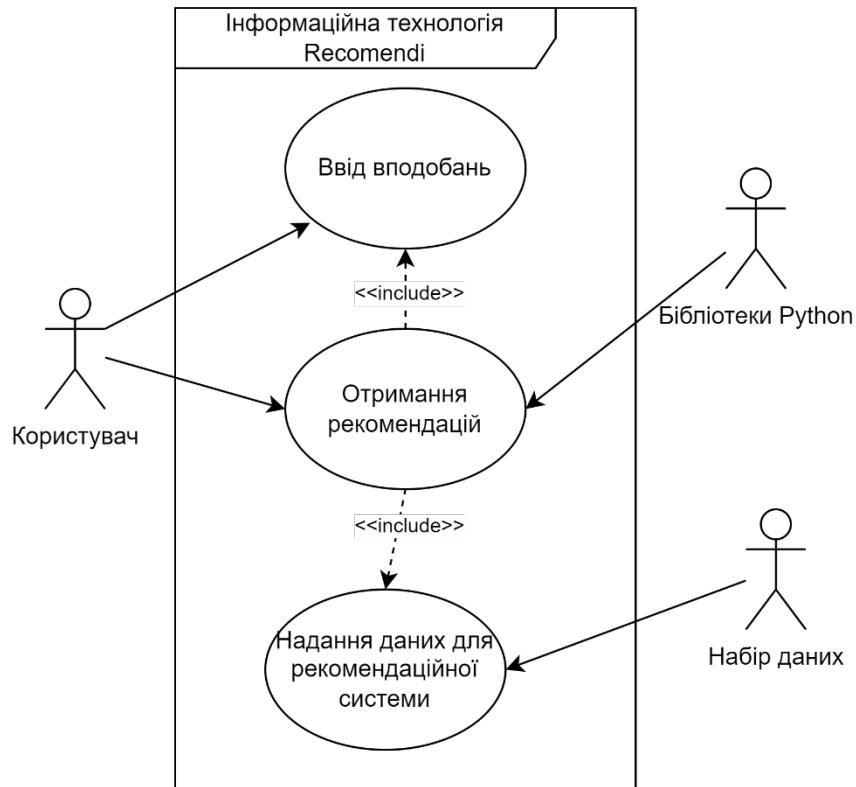 Інформаційна технологія
Recomendi
Ввід вподобань
<<include>>
Бібліотеки Python
Отримання
рекомендацій
Користувач
<<include>>
Надання даних для
рекомендаційної
системи
Набір даних